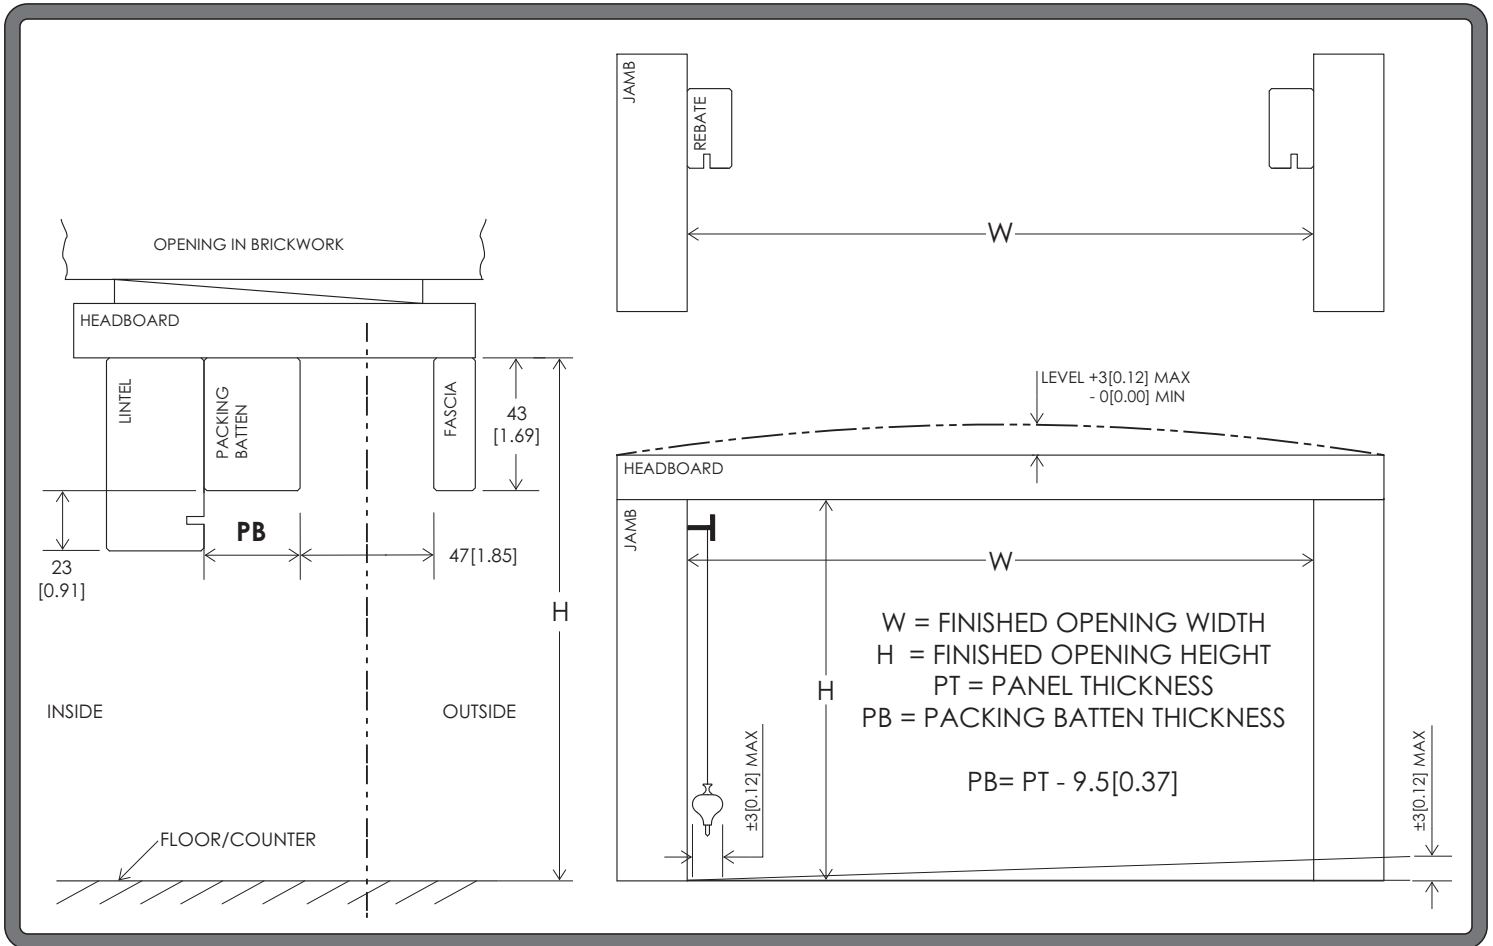 OPENING IN BRICKWORK
HEADBOARD
LINTEL
PACKING
BATTEN
FASCIA
43
[1.69]
PB
47[1.85]
23
[0.91]
H
INSIDE
OUTSIDE
FLOOR/COUNTER
JAMB
REBATE
W
LEVEL +3[0.12] MAX
- 0[0.00] MIN
HEADBOARD
JAMB
W
H
W = FINISHED OPENING WIDTH
H = FINISHED OPENING HEIGHT
PT = PANEL THICKNESS
PB = PACKING BATTEN THICKNESS
PB= PT - 9.5[0.37]
±3[0.12] MAX
±3[0.12] MAX